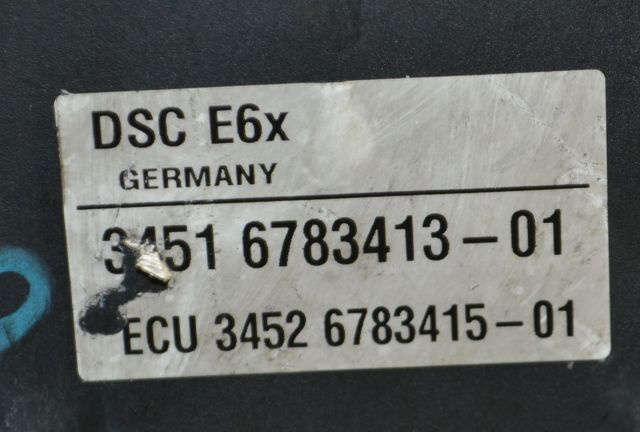 DSC E6x
GERMANY
3451 6783413-01
ECU 3452 6783415-01